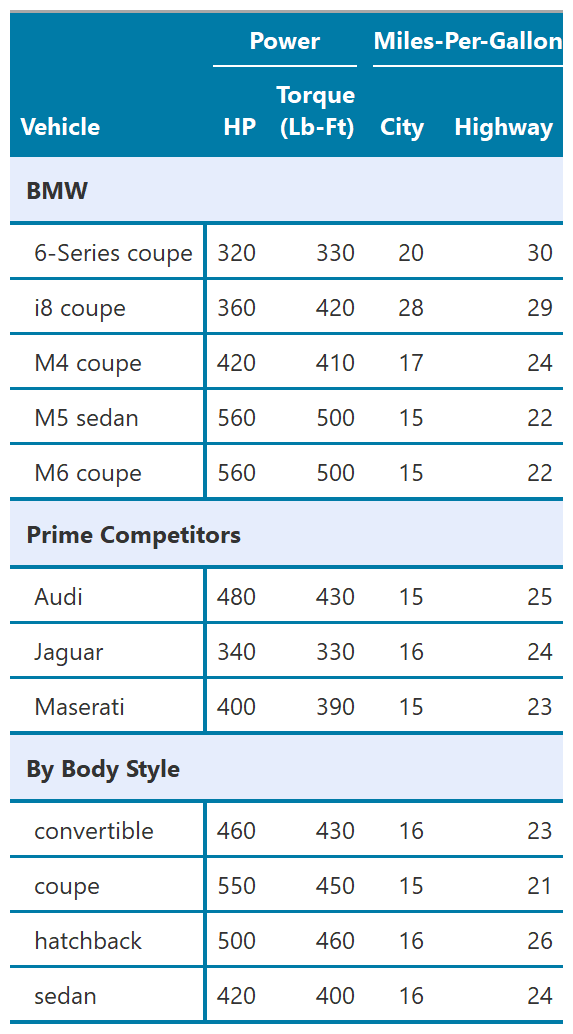 Power Miles-Per-Gallon
Torque
Vehicle HP (Lb-Ft) City Highway
BMW
6-Series coupe 320 330 20 30
i8 coupe 360 420 28 29
M4 coupe 420 410 17 24
M5 sedan 560 500 15 22
M6 coupe 560 500 15 22
Prime Competitors
Audi 480 430 15 25
Jaguar 340 330 16 24
Maserati 400 390 15 23
By Body Style
convertible 460 430 16 23
coupe 550 450 15 21
hatchback 500 460 16 26
sedan 420 400 16 24